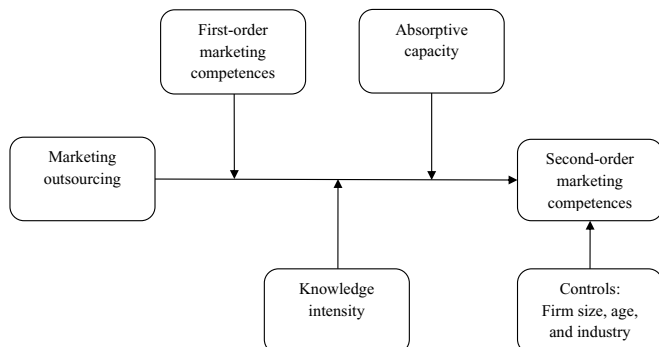 First-order
marketing
competences
Absorptive
capacity
Marketing
outsourcing
Second-order
marketing
competences
Knowledge
intensity
Controls:
Firm size, age,
and industry